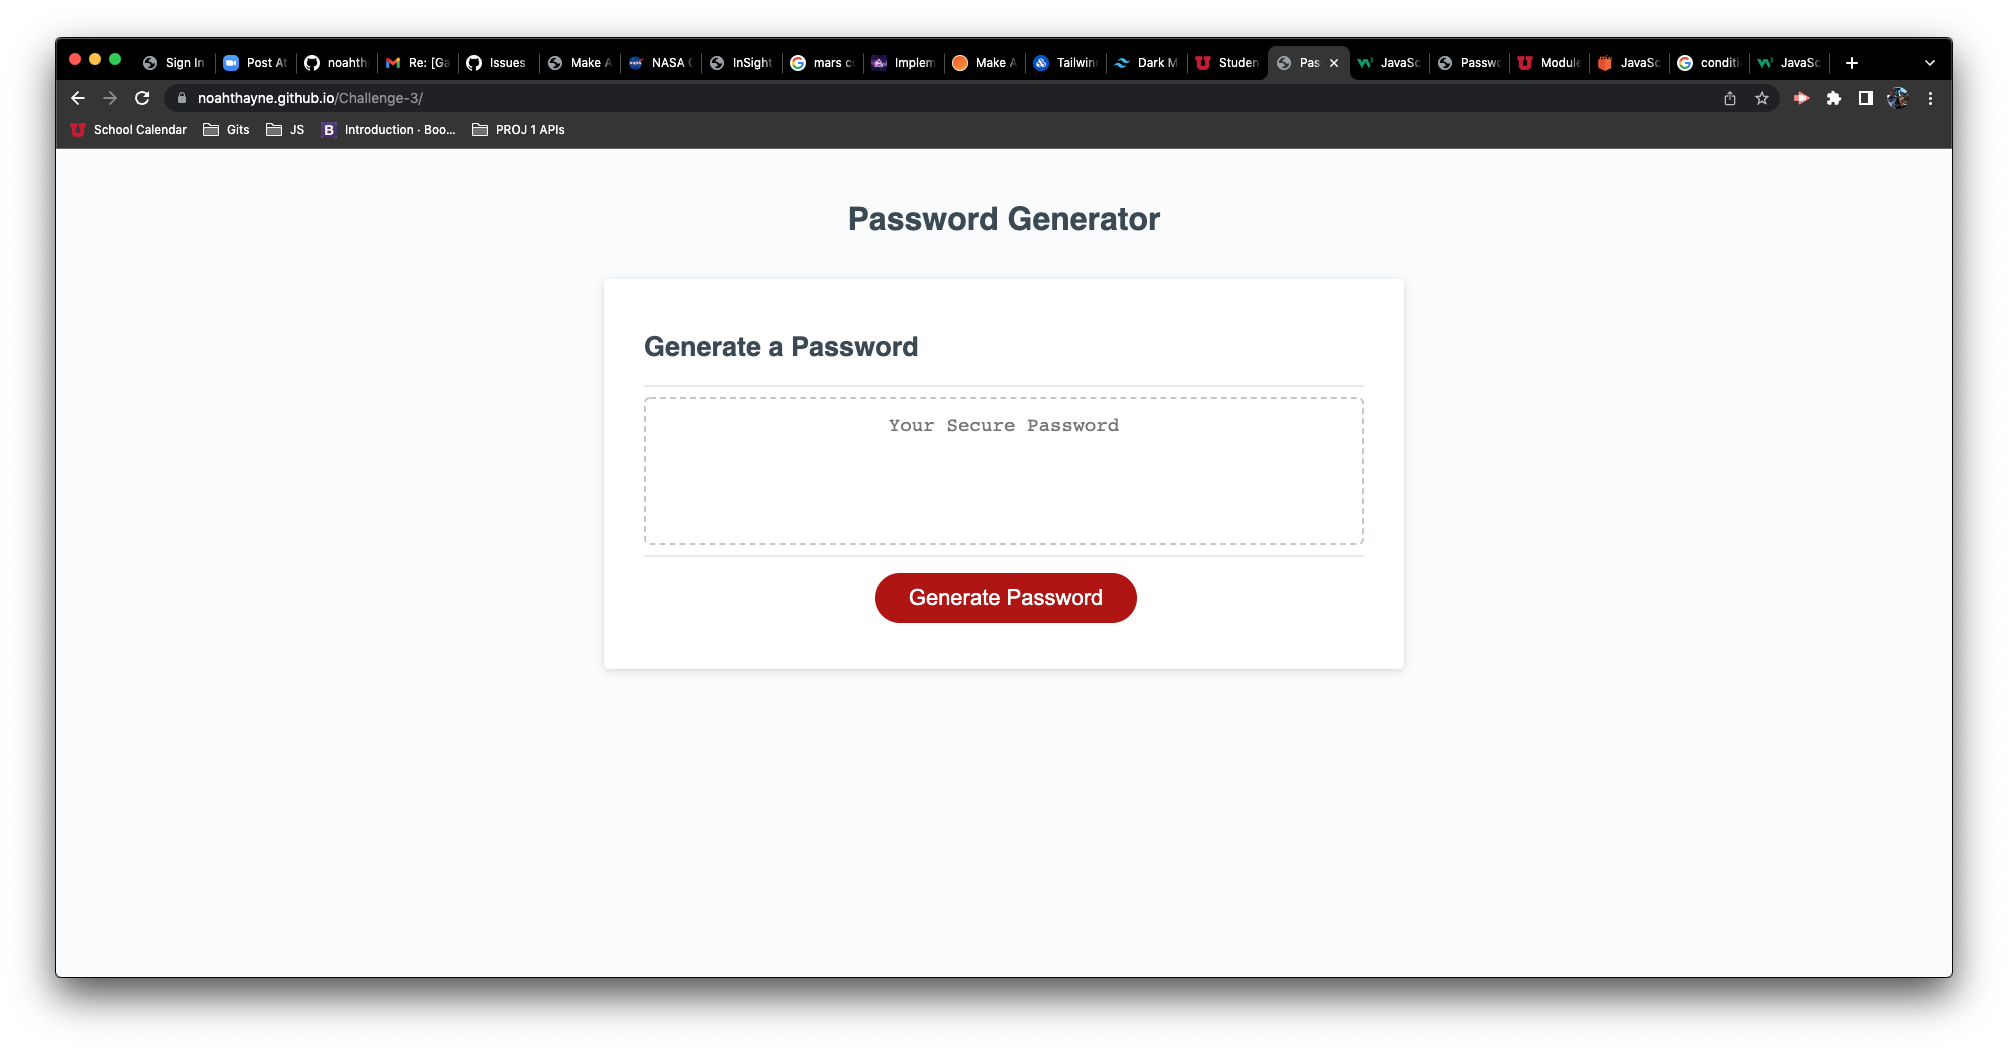 Sign In Post At noahth Re: [Ga Issues Make A NASA InSight mars cu Implem Make A Tailwin Dark M Studen Pas JavaSc Passwo Module JavaSc conditi JavaSc
noahthayne.github.io/Challenge-3/
School Calendar Gits JS B Introduction · Boo... PROJ 1 APIs
Password Generator
Generate a Password
Your Secure Password
Generate Password